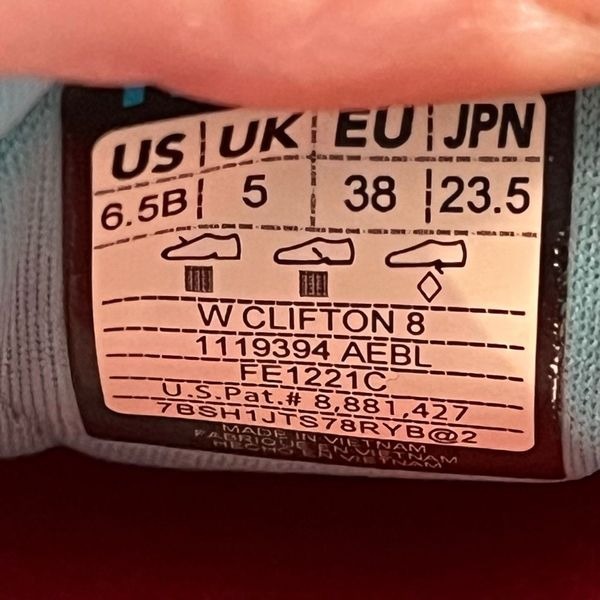 US UK EU JPN
6.5B 5 38 23.5
W CLIFTON 8
1119394 AEBL
FE1221C
U.S.Pat.# 8,881,427
7BSH1JTS78RYB@2
MADE IN VIETNAM
FABRIQUÉ EN VIETNAM
HECHO EN VIETNAM